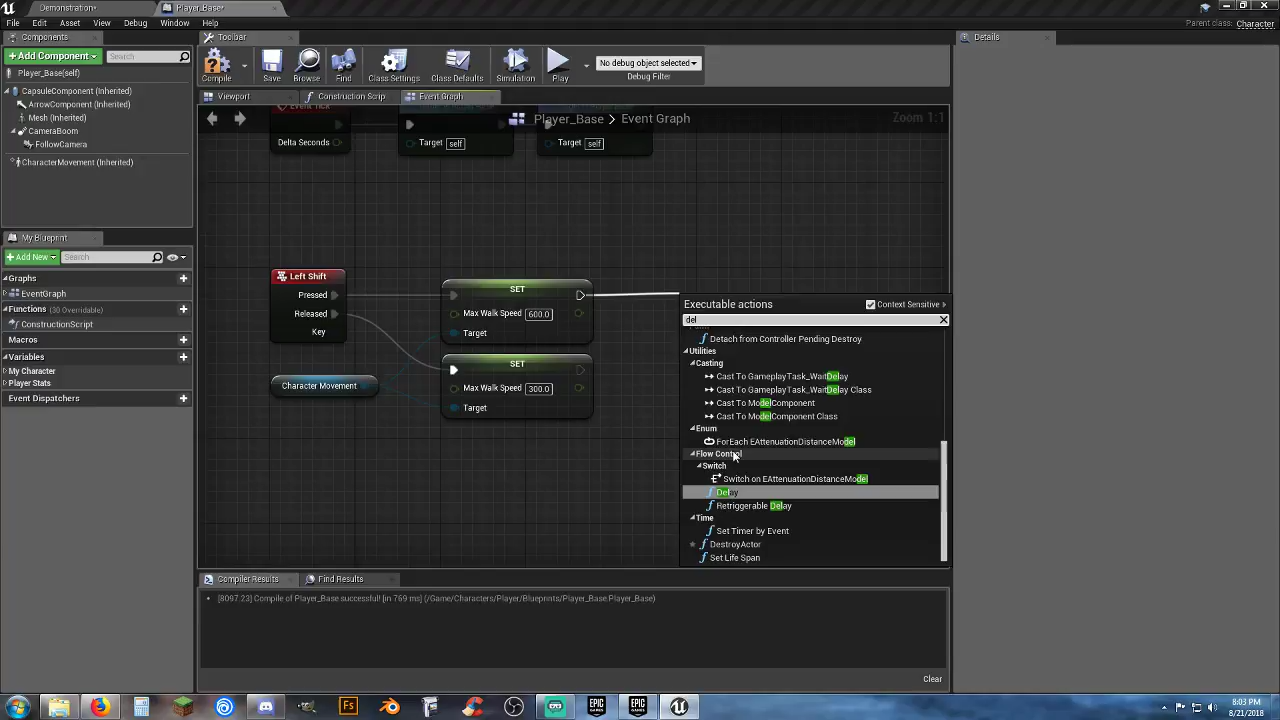 Demonstration*
Player_Base*
File Edit Asset View Debug Window Help
Parent class: Character
Components
Toolbar
Details
+ Add Component
Search
Player_Base(self)
CapsuleComponent (Inherited)
ArrowComponent (Inherited)
Mesh (Inherited)
CameraBoom
FollowCamera
CharacterMovement (Inherited)
Compile
Save
Browse
Find
Class Settings
Class Defaults
Simulation
Play
No debug object selected
Debug Filter
Viewport
Construction Scrip
Event Graph
Event Tick
Player_Base > Event Graph
Zoom 1:1
Delta Seconds
Target self
Target self
My Blueprint
+ Add New
Search
Graphs
EventGraph
Functions (30 Overridable)
ConstructionScript
Macros
Variables
My Character
Player Stats
Event Dispatchers
Left Shift
Pressed
Released
Key
Character Movement
SET
Max Walk Speed 600.0
Target
SET
Max Walk Speed 300.0
Target
Executable actions
Context Sensitive
del
Detach from Controller Pending Destroy
Utilities
Casting
Cast To GameplayTask_WaitDelay
Cast To GameplayTask_WaitDelay Class
Cast To ModelComponent
Cast To ModelComponent Class
Enum
ForEach EAttenuationDistanceModel
Flow Control
Switch
Switch on EAttenuationDistanceModel
Delay
Retriggerable Delay
Time
Set Timer by Event
DestroyActor
Set Life Span
Compiler Results
Find Results
[8097.23] Compile of Player_Base successful! [in 769 ms] (/Game/Characters/Player/Blueprints/Player_Base.Player_Base)
Clear
Fs
EPIC GAMES
EPIC GAMES
8:03 PM
8/21/2018